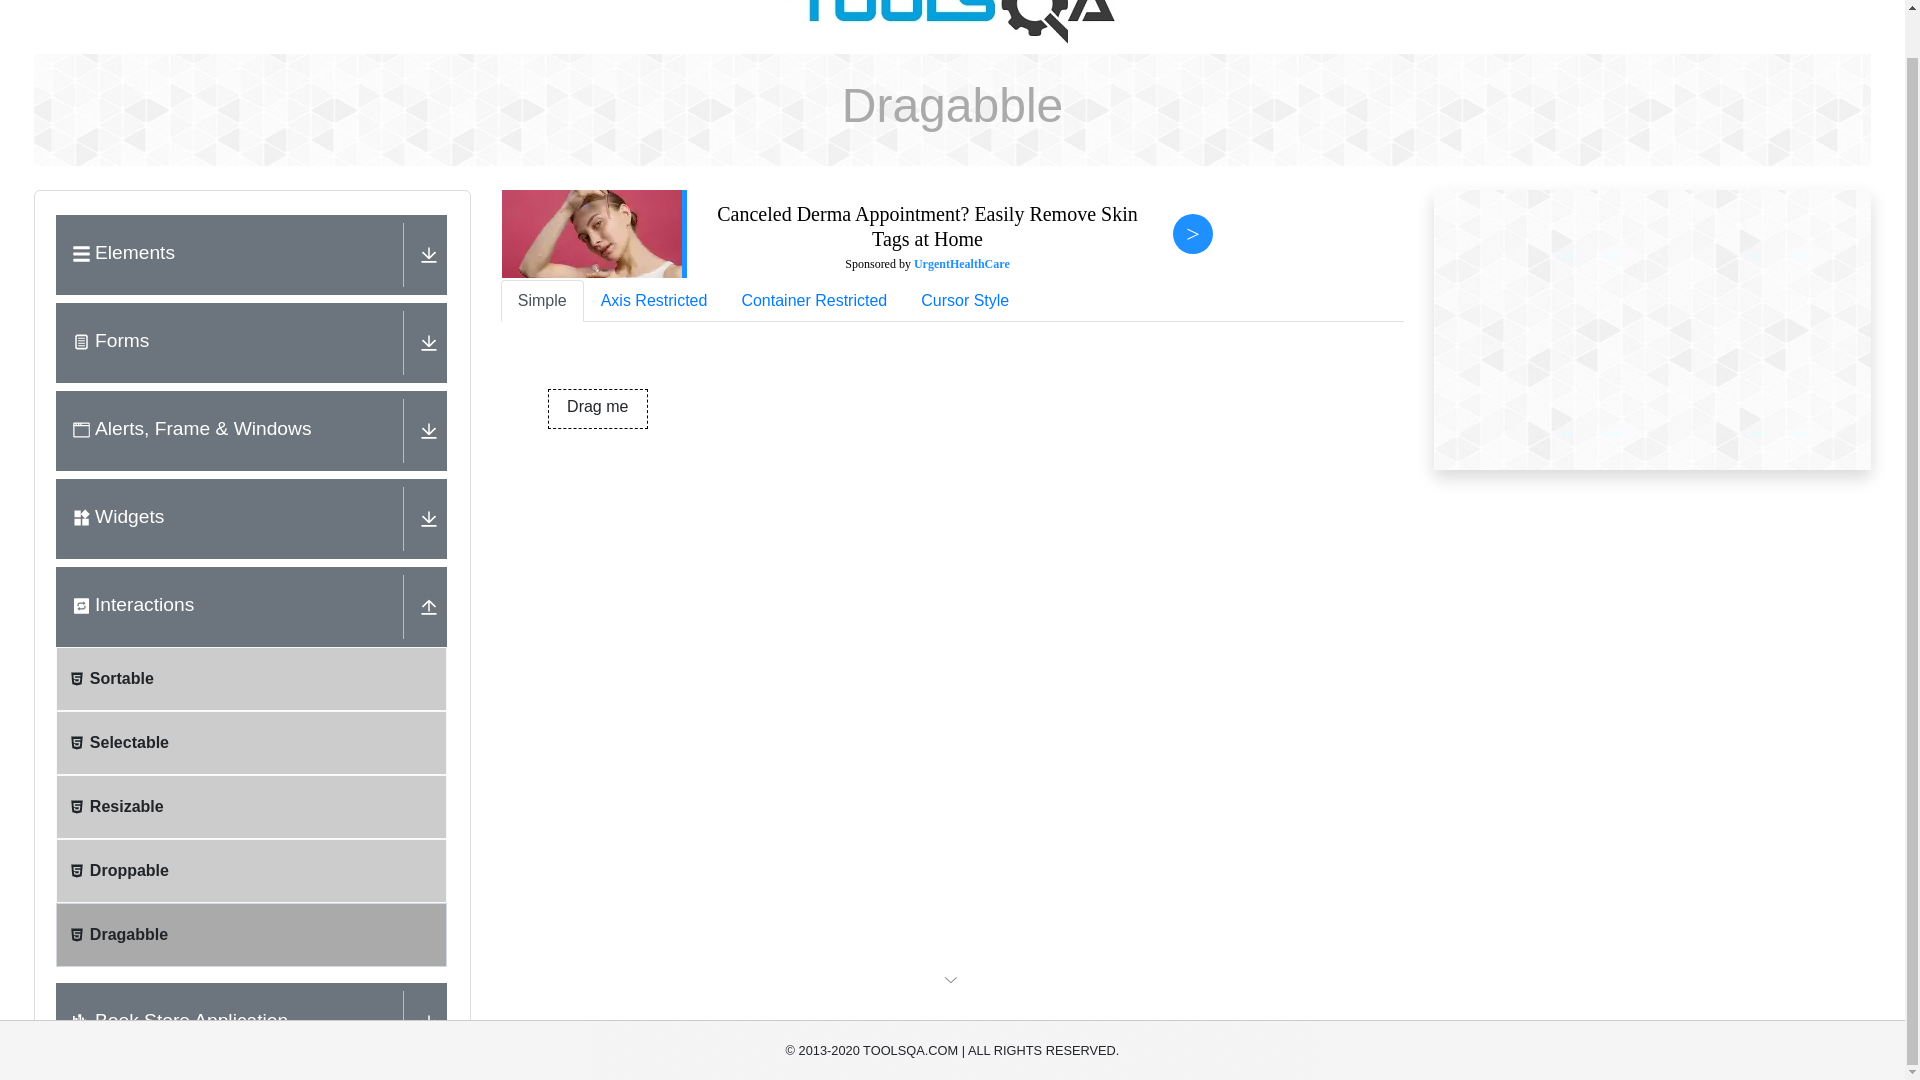 TOOLSQA
Dragabble
Elements
Forms
Alerts, Frame & Windows
Widgets
Interactions
Sortable
Selectable
Resizable
Droppable
Dragabble
Book Store Application
Canceled Derma Appointment? Easily Remove Skin
Tags at Home
Sponsored by UrgentHealthCare
>
Simple
Axis Restricted
Container Restricted
Cursor Style
Drag me
© 2013-2020 TOOLSQA.COM | ALL RIGHTS RESERVED.